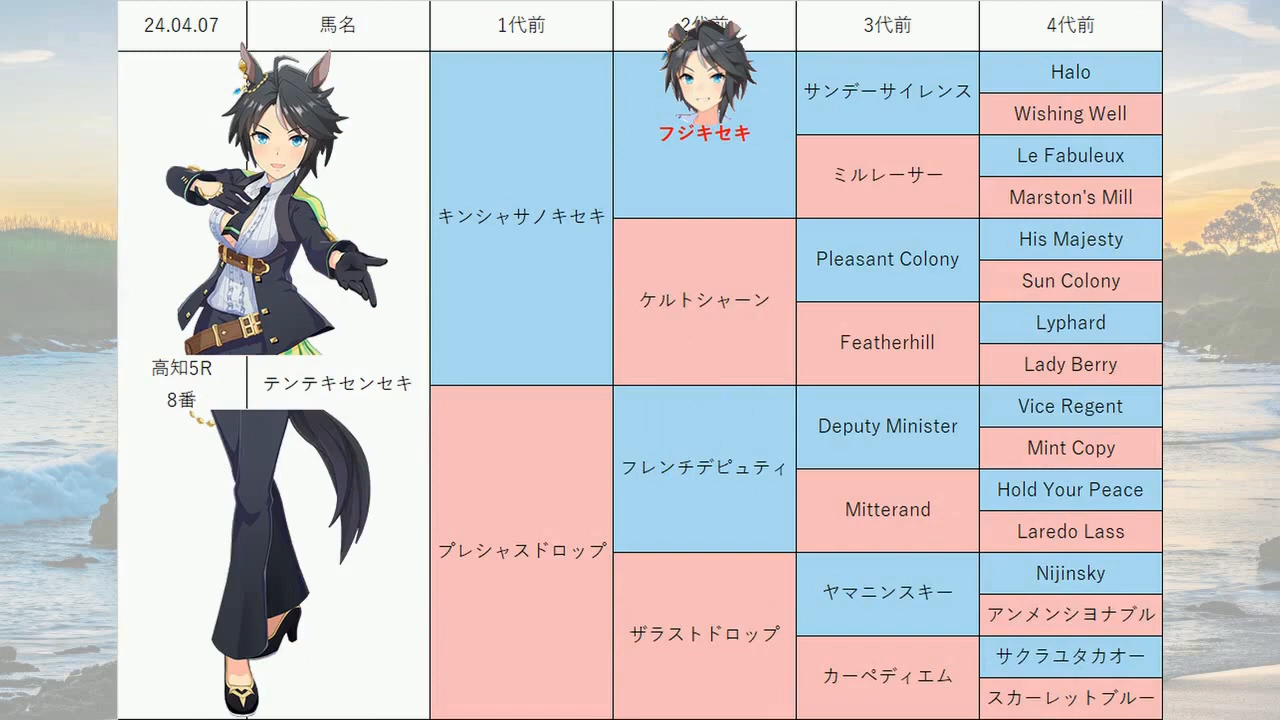 24.04.07
馬名
1代前
2代前
3代前
4代前
高知5R
8番
テンテキセンセキ
キンシャサノキセキ
プレシャスドロップ
フジキセキ
ケルトシャーン
フレンチデピュティ
ザラストドロップ
サンデーサイレンス
ミルレーサー
Pleasant Colony
Featherhill
Deputy Minister
Mitterand
ヤマニンスキー
カーペディエム
Halo
Wishing Well
Le Fabuleux
Marston's Mill
His Majesty
Sun Colony
Lyphard
Lady Berry
Vice Regent
Mint Copy
Hold Your Peace
Laredo Lass
Nijinsky
アンメンシヨナブル
サクラユタカオー
スカーレットブルー